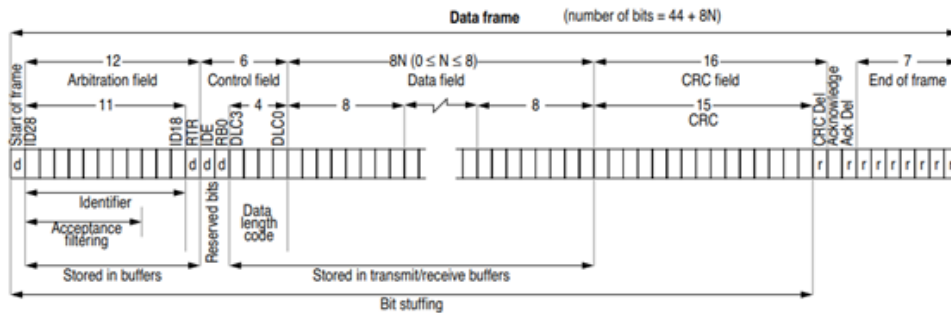 Data frame (number of bits = 44 + 8N)
12 6 8N (0 ≤ N ≤ 8) 16 7
Arbitration field Control field Data field CRC field End of frame
11 4 8 8 15
CRC
Start of frame
ID28
ID18
RTR
IDE
RB0
DLC3
DLC0
CRC Del
Acknowledge
Ack Del
d d d d r r r r r r r r r
Identifier
Acceptance
filtering
Reserved bits
Data
length
code
Stored in buffers Stored in transmit/receive buffers
Bit stuffing